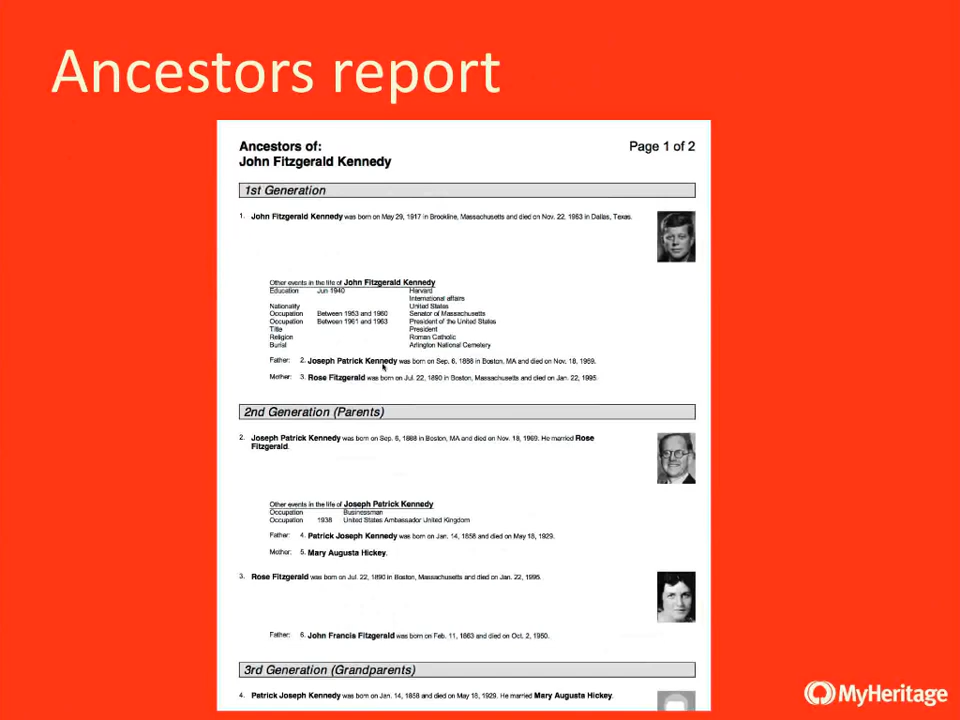 Ancestors report
Ancestors of:
John Fitzgerald Kennedy
Page 1 of 2
1st Generation
1. John Fitzgerald Kennedy was born on May 29, 1917 in Brookline, Massachusetts and died on Nov. 22, 1963 in Dallas, Texas.
Other events in the life of John Fitzgerald Kennedy
Education Jun 1940 Harvard
International affairs
Nationality United States
Occupation Between 1953 and 1960 Senator of Massachusetts
Occupation Between 1961 and 1963 President of the United States
Title President
Religion Roman Catholic
Burial Arlington National Cemetery
Father: 2. Joseph Patrick Kennedy was born on Sep. 6, 1888 in Boston, MA and died on Nov. 18, 1969.
Mother: 3. Rose Fitzgerald was born on Jul. 22, 1890 in Boston, Massachusetts and died on Jan. 22, 1995.
2nd Generation (Parents)
2. Joseph Patrick Kennedy was born on Sep. 6, 1888 in Boston, MA and died on Nov. 18, 1969. He married Rose
Fitzgerald.
Other events in the life of Joseph Patrick Kennedy
Occupation Businessman
Occupation 1938 United States Ambassador United Kingdom
Father: 4. Patrick Joseph Kennedy was born on Jan. 14, 1858 and died on May 18, 1929.
Mother: 5. Mary Augusta Hickey.
3. Rose Fitzgerald was born on Jul. 22, 1890 in Boston, Massachusetts and died on Jan. 22, 1995.
Father: 6. John Francis Fitzgerald was born on Feb. 11, 1863 and died on Oct. 2, 1950.
3rd Generation (Grandparents)
4. Patrick Joseph Kennedy was born on Jan. 14, 1858 and died on May 18, 1929. He married Mary Augusta Hickey.
MyHeritage